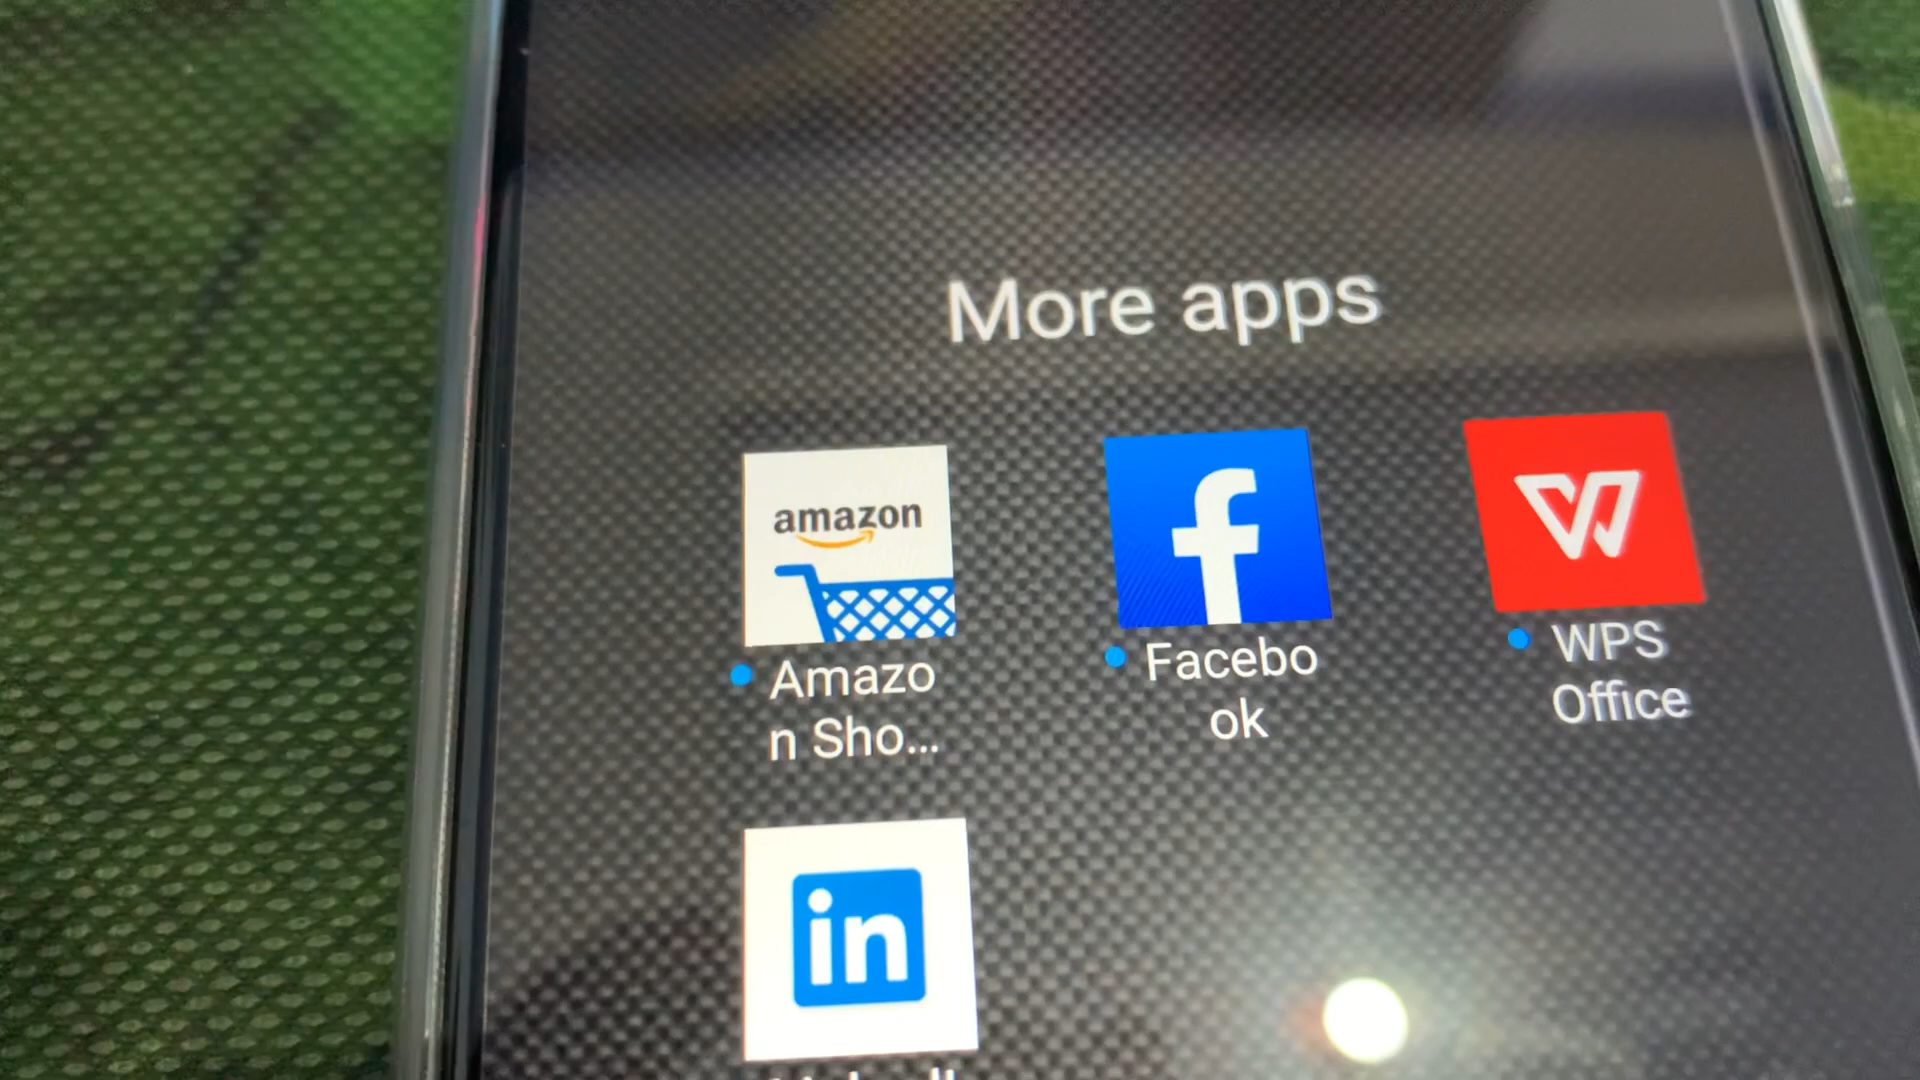 More apps
amazon
Amazo
n Sho...
f
Facebo
ok
W
WPS
Office
in